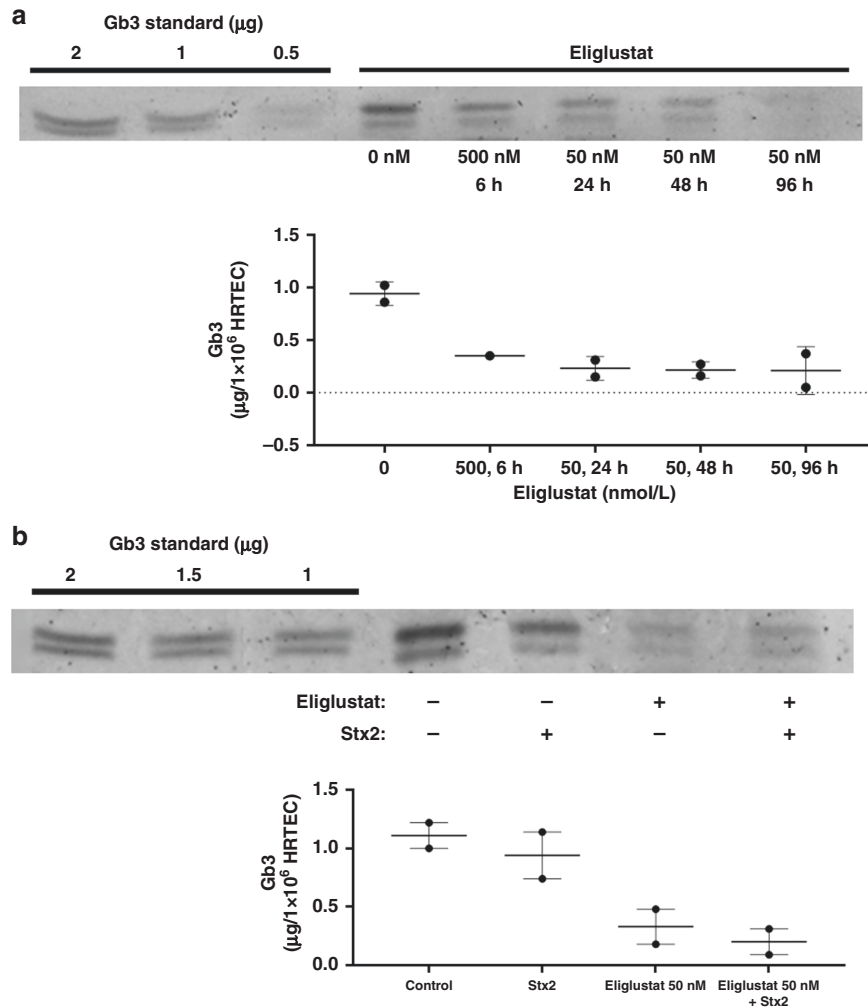 a
Gb3 standard (μg)
2 1 0.5 Eliglustat
0 nM 500 nM 50 nM 50 nM 50 nM
6 h 24 h 48 h 96 h
1.5
1.0
0.5
0.0
–0.5
Gb3
(μg/1×10⁶ HRTEC)
0 500, 6 h 50, 24 h 50, 48 h 50, 96 h
Eliglustat (nmol/L)
b
Gb3 standard (μg)
2 1.5 1
Eliglustat: – – + +
Stx2: – + – +
1.5
1.0
0.5
0.0
Gb3
(μg/1×10⁶ HRTEC)
Control Stx2 Eliglustat 50 nM Eliglustat 50 nM
+ Stx2